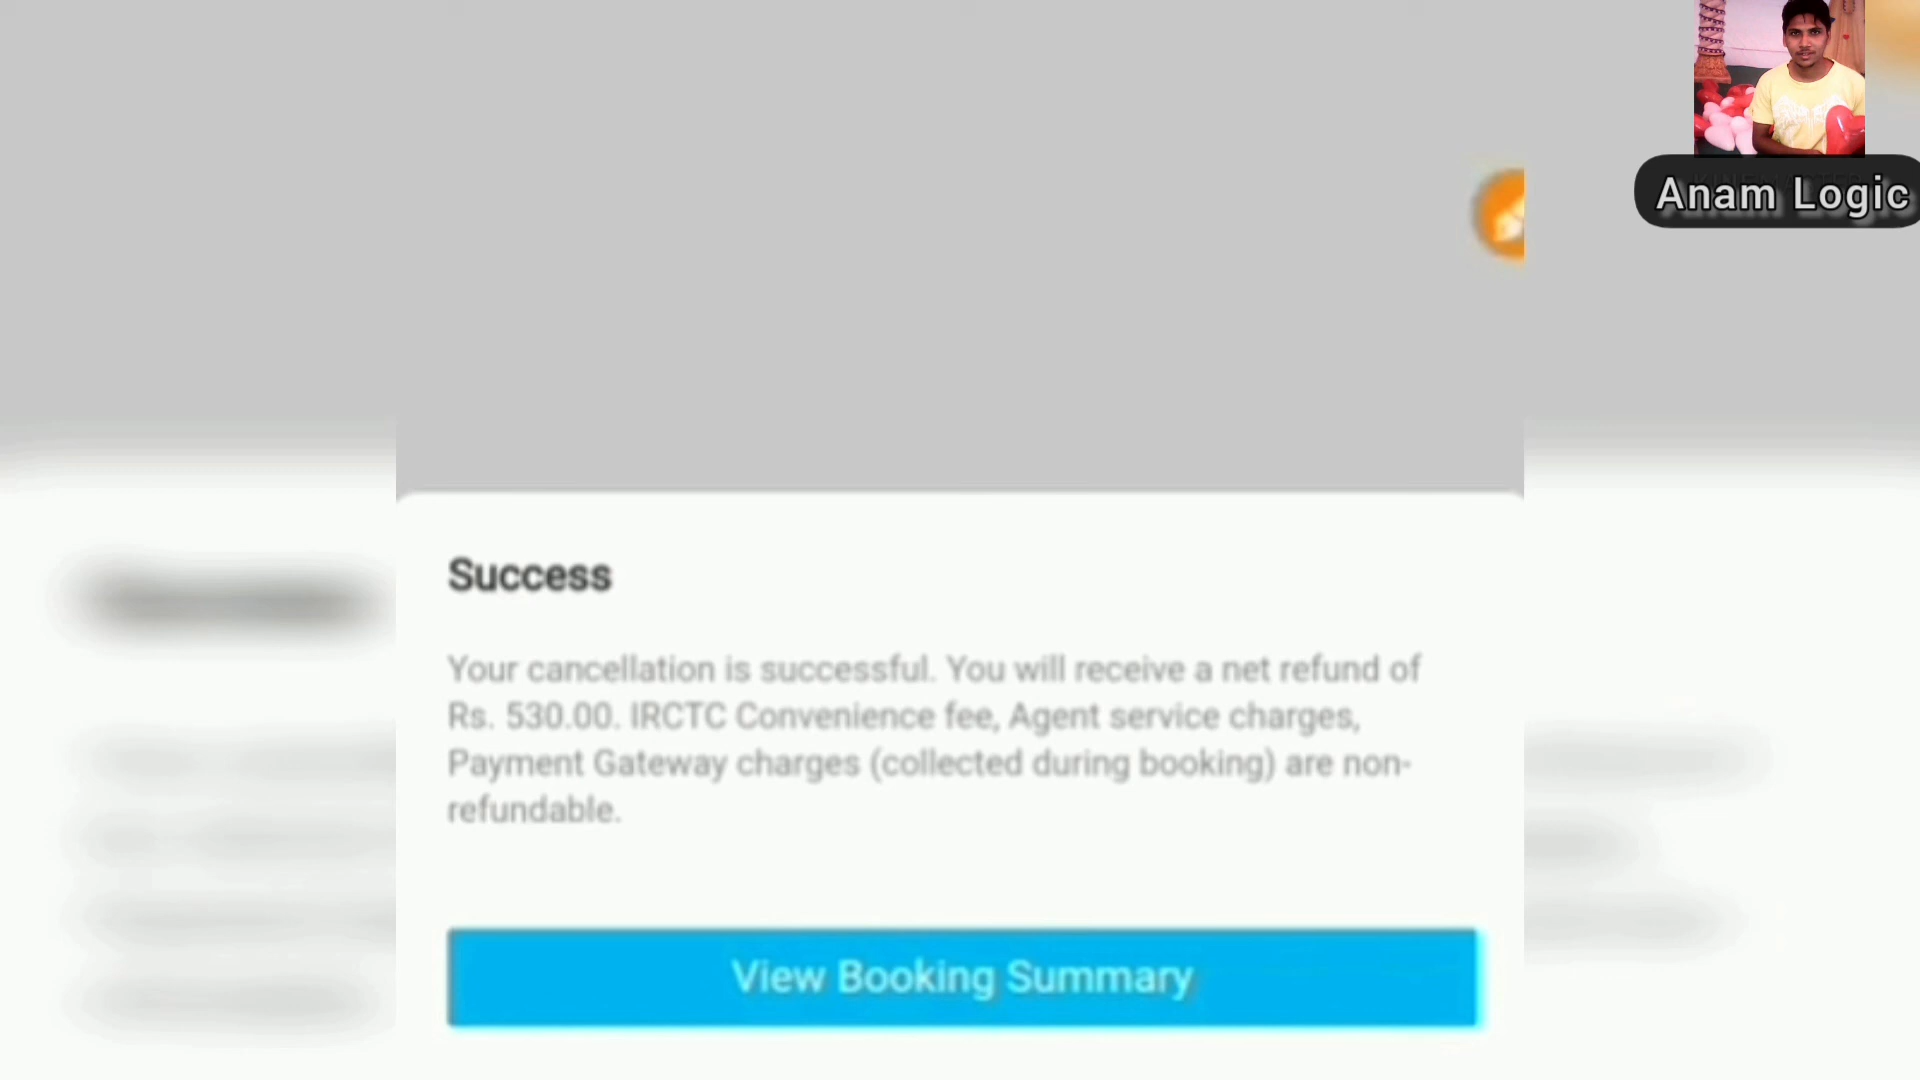 Anam Logic
Success
Your cancellation is successful. You will receive a net refund of
Rs. 530.00. IRCTC Convenience fee, Agent service charges,
Payment Gateway charges (collected during booking) are non-
refundable.
View Booking Summary